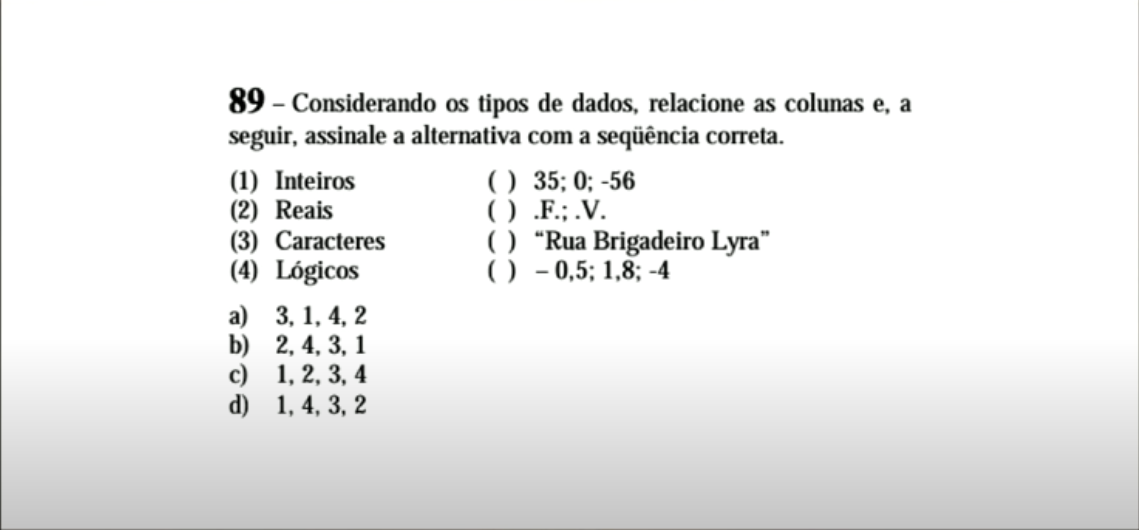 89 – Considerando os tipos de dados, relacione as colunas e, a
seguir, assinale a alternativa com a seqüência correta.
(1) Inteiros ( ) 35; 0; -56
(2) Reais ( ) .F.; .V.
(3) Caracteres ( ) “Rua Brigadeiro Lyra”
(4) Lógicos ( ) – 0,5; 1,8; -4
a) 3, 1, 4, 2
b) 2, 4, 3, 1
c) 1, 2, 3, 4
d) 1, 4, 3, 2